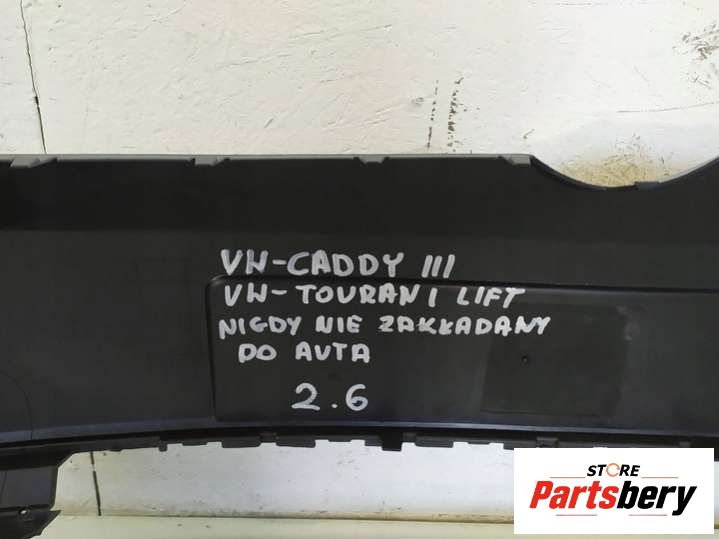 VW-CADDY III
VW-TOURAN I LIFT
NIGDY NIE ZAKŁADANY
DO AUTA
2.6
STORE
Partsbery